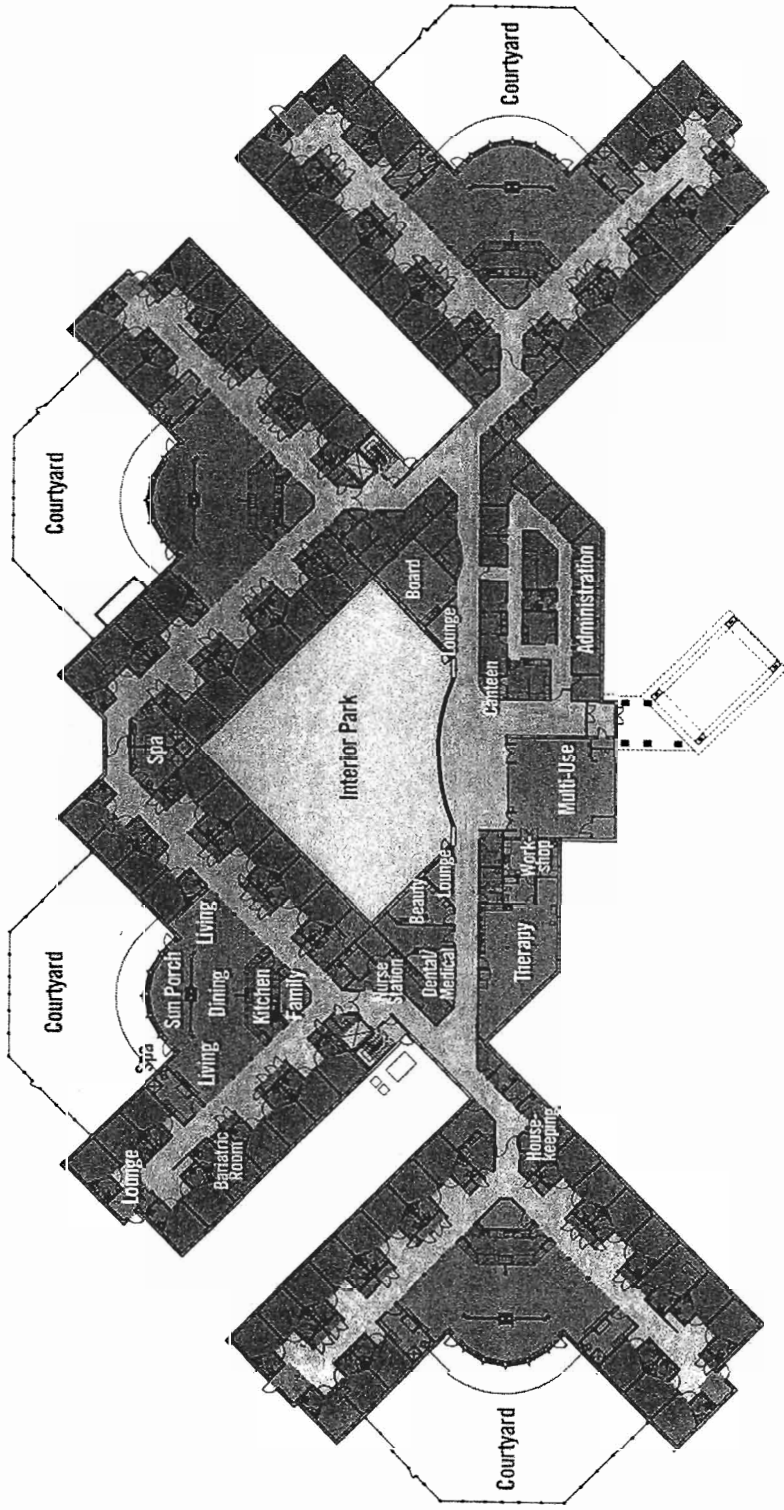 Courtyard
Courtyard
Courtyard
Courtyard
Sun Porch
Living
Dining
Kitchen
Family
Living
Spa
Lounge
Bariatric
Room
Spa
Nurse
Station
Dental/
Medical
Beauty
Lounge
Interior Park
Board
Lounge
Canteen
Administration
Multi-Use
Work-
shop
Therapy
House-
keeping